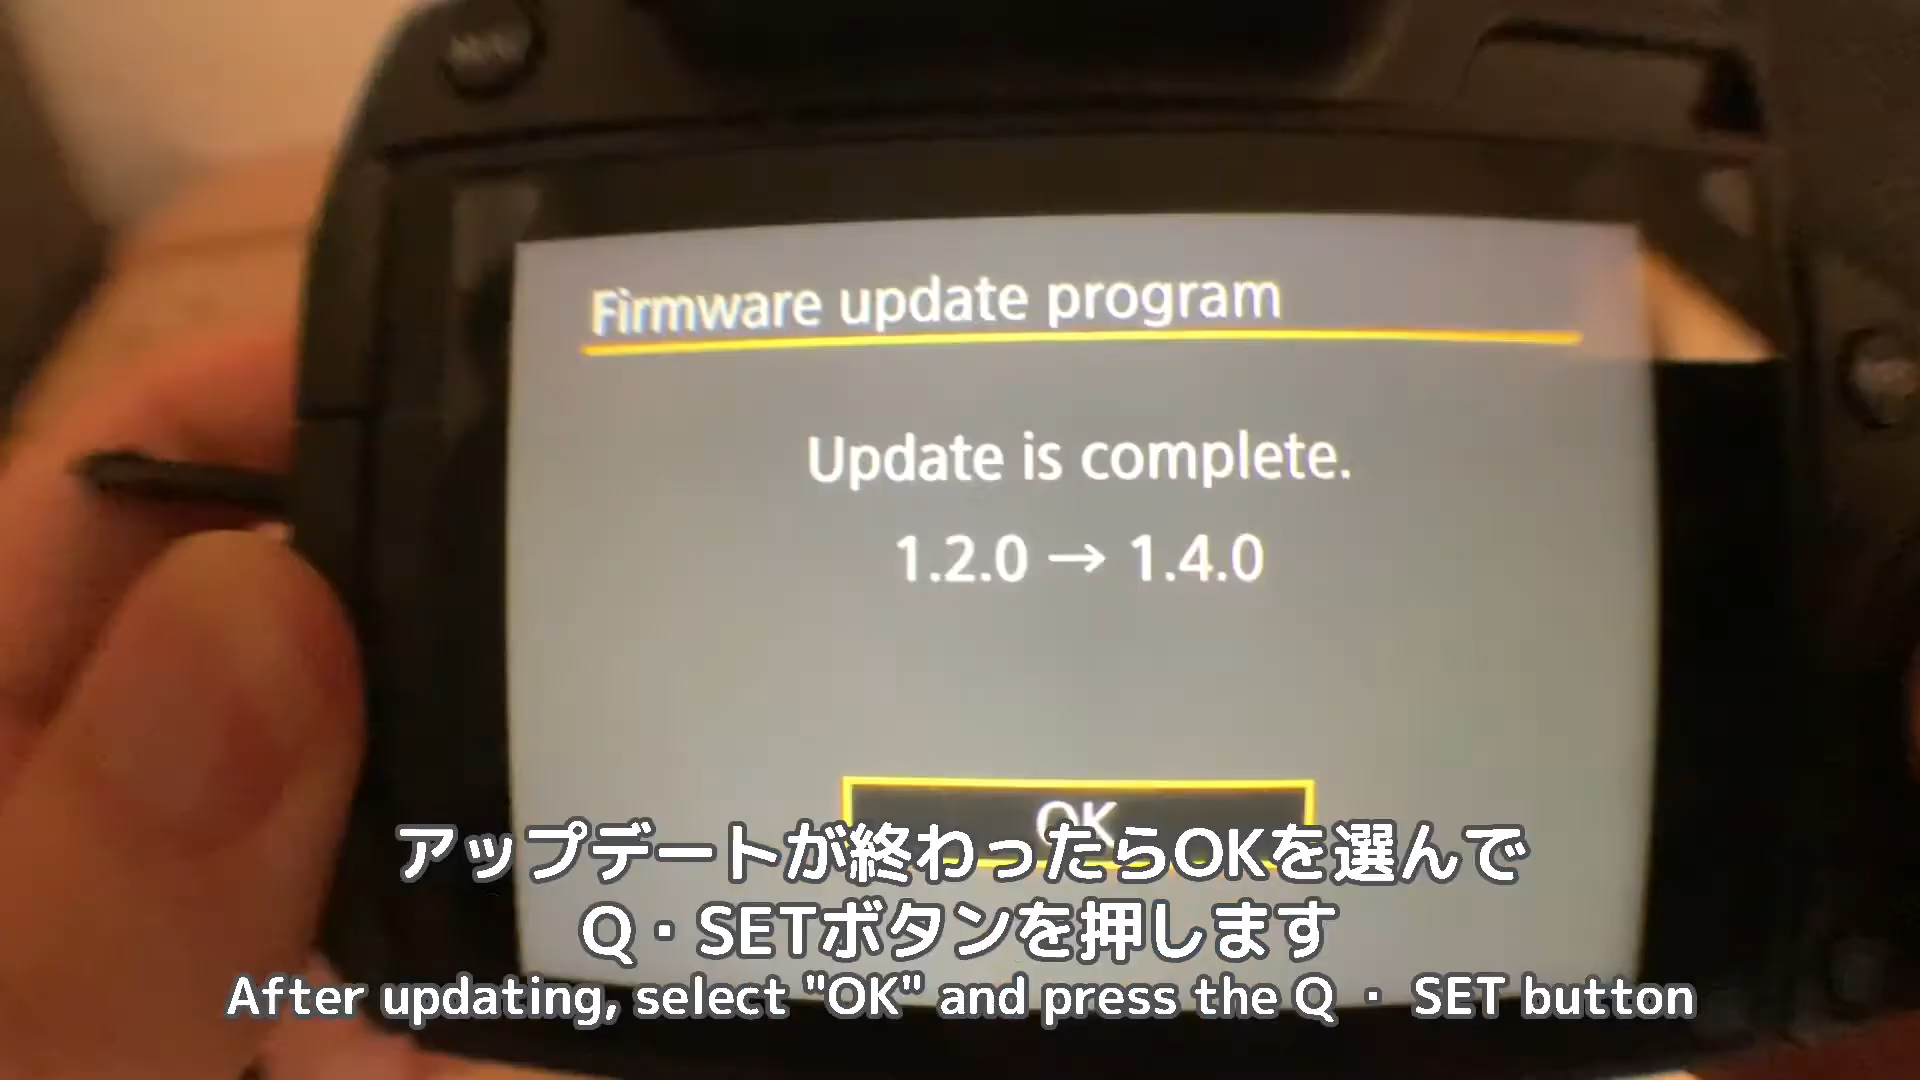 Firmware update program
Update is complete.
1.2.0 → 1.4.0
OK
アップデートが終わったらOKを選んで
Q・SETボタンを押します
After updating, select "OK" and press the Q ・ SET button